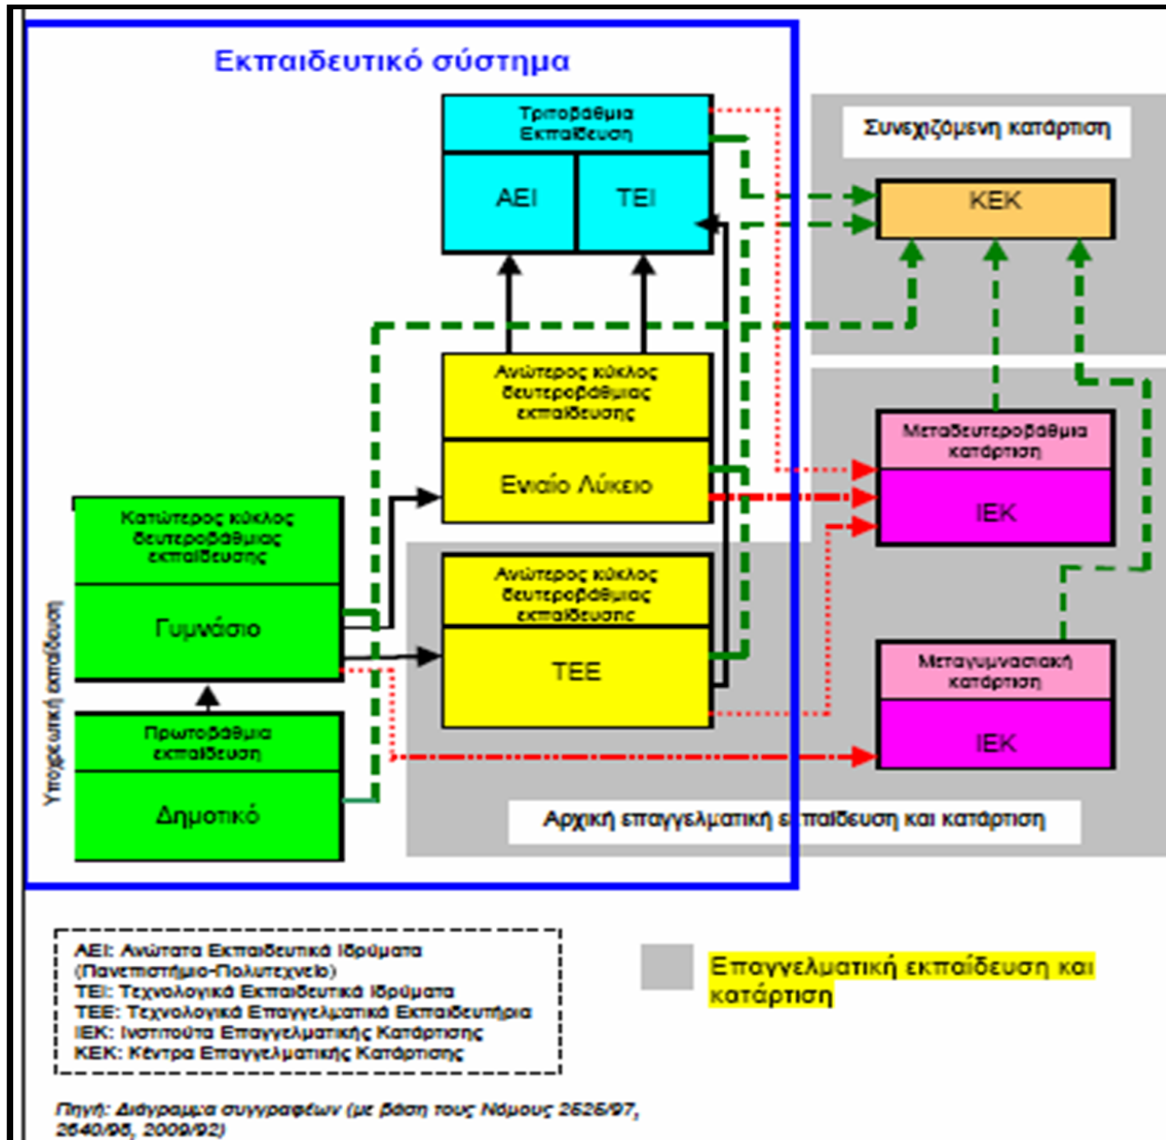 Εκπαιδευτικό σύστημα
Τριτοβάθμια
Εκπαίδευση
ΑΕΙ
ΤΕΙ
Συνεχιζόμενη κατάρτιση
ΚΕΚ
Ανώτερος κύκλος
δευτεροβάθμιας
εκπαίδευσης
Ενιαίο Λύκειο
Μεταδευτεροβάθμια
κατάρτιση
ΙΕΚ
Κατώτερος κύκλος
δευτεροβάθμιας
εκπαίδευσης
Γυμνάσιο
Ανώτερος κύκλος
δευτεροβάθμιας
εκπαίδευσης
ΤΕΕ
Μεταγυμνασιακή
κατάρτιση
ΙΕΚ
Υποχρεωτική εκπαίδευση
Πρωτοβάθμια
εκπαίδευση
Δημοτικό
Αρχική επαγγελματική εκπαίδευση και κατάρτιση
ΑΕΙ: Ανώτατα Εκπαιδευτικά Ιδρύματα
(Πανεπιστήμιο-Πολυτεχνείο)
ΤΕΙ: Τεχνολογικά Εκπαιδευτικά Ιδρύματα
ΤΕΕ: Τεχνολογικά Επαγγελματικά Εκπαιδευτήρια
ΙΕΚ: Ινστιτούτα Επαγγελματικής Κατάρτισης
ΚΕΚ: Κέντρα Επαγγελματικής Κατάρτισης
Επαγγελματική εκπαίδευση και
κατάρτιση
Πηγή: Διάγραμμα συγγραφέων (με βάση τους Νόμους 2525/97,
2640/98, 2009/92)